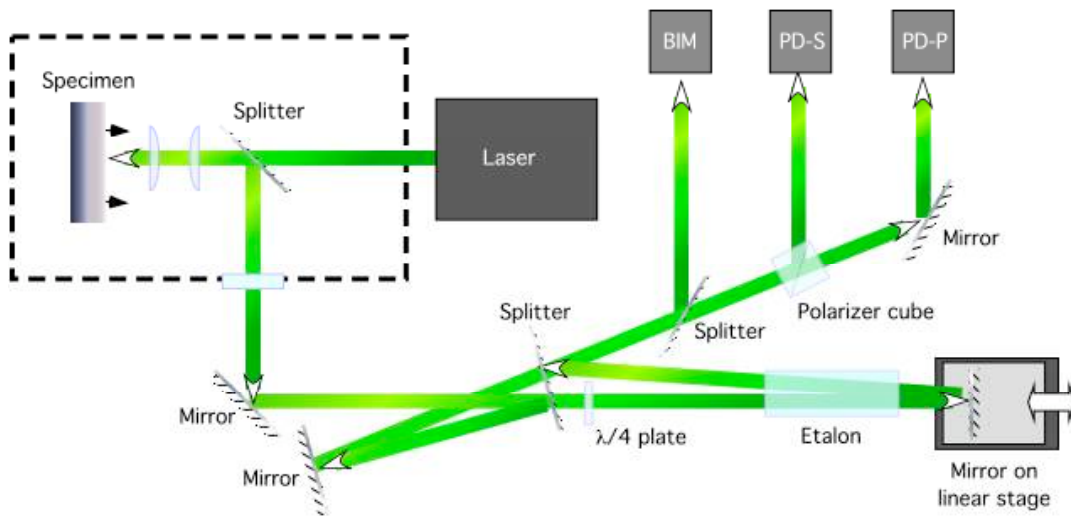 BIM
PD-S
PD-P
Specimen
Splitter
Laser
Mirror
Splitter
Polarizer cube
Splitter
Mirror
λ/4 plate
Etalon
Mirror
Mirror on
linear stage